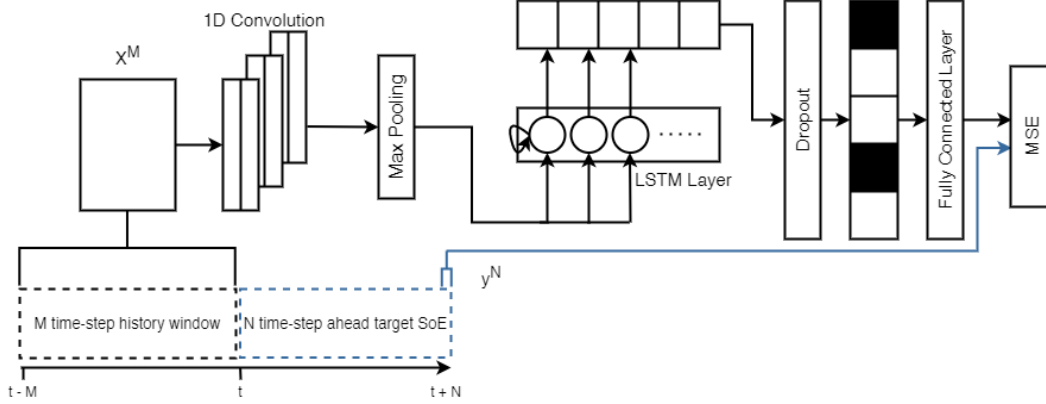 1D Convolution
X^M
Max Pooling
.....
LSTM Layer
Dropout
Fully Connected Layer
MSE
y^N
M time-step history window
N time-step ahead target SoE
t - M
t
t + N